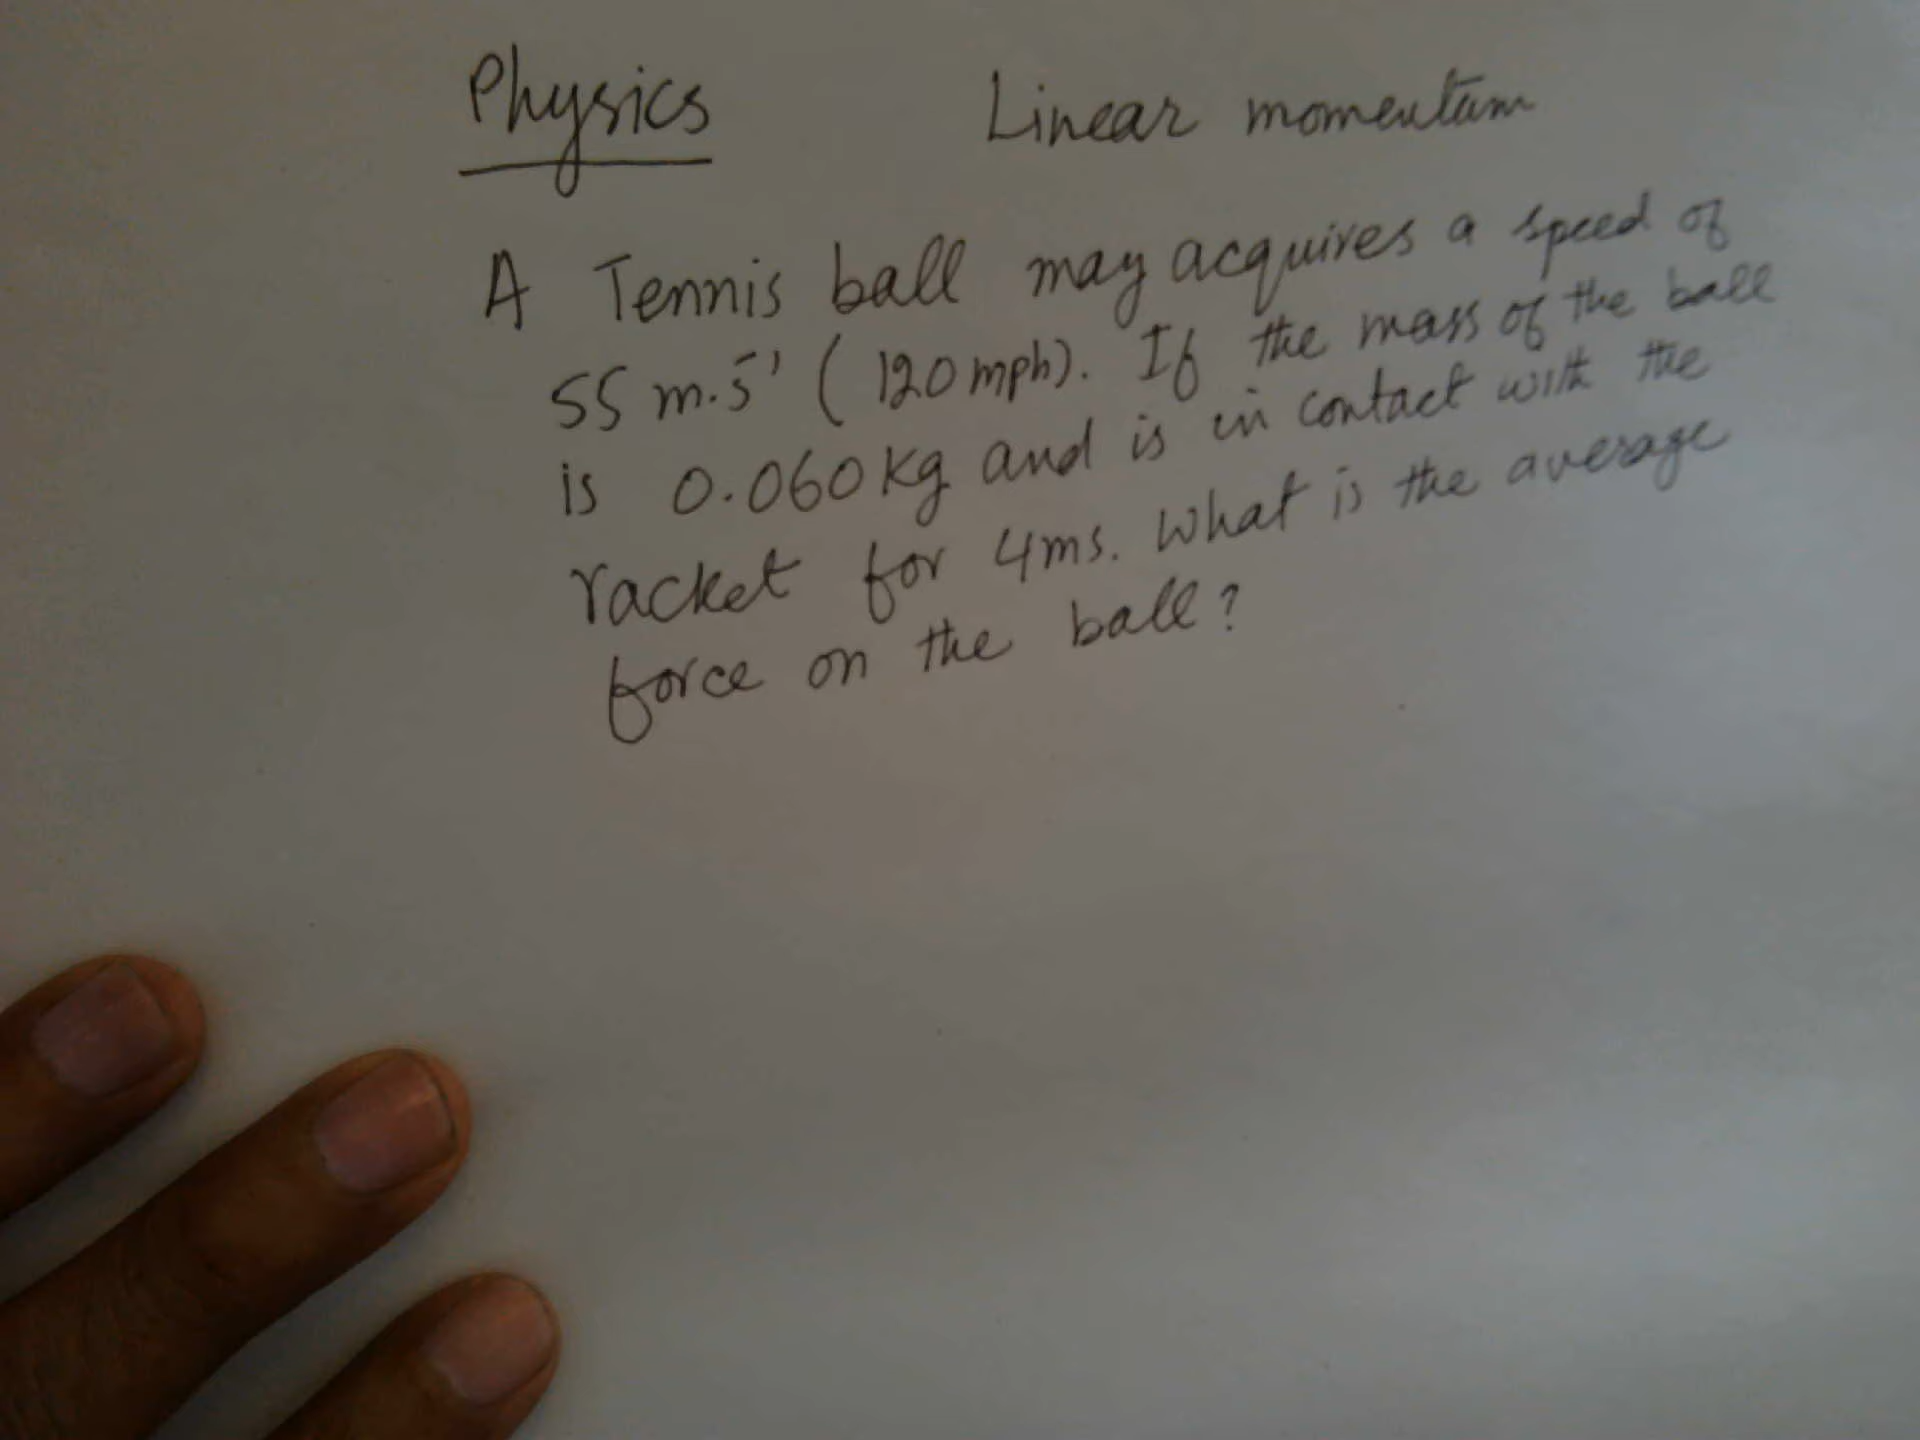 Physics Linear momentum
A Tennis ball may acquires a speed of
55 m.s⁻¹ (120 mph). If the mass of the ball
is 0.060 kg and is in contact with the
racket for 4ms. What is the average
force on the ball?